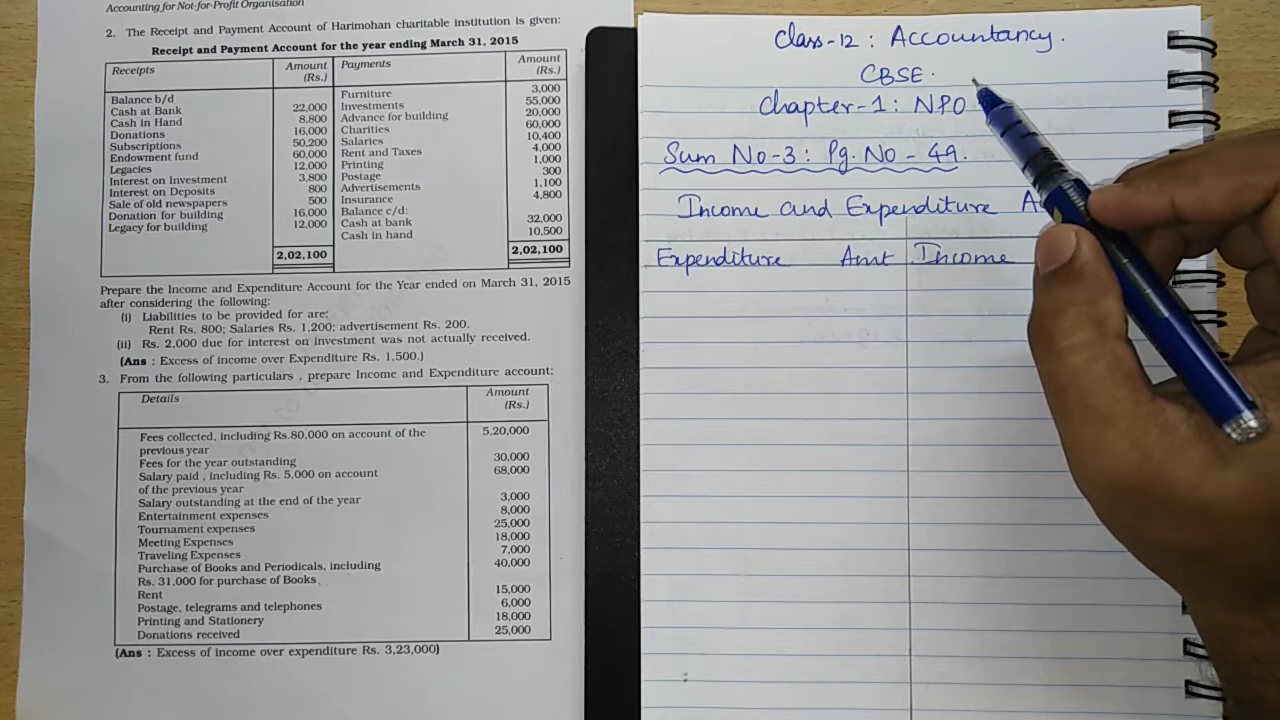 Accounting for Not-for-Profit Organisation
2. The Receipt and Payment Account of Harimohan charitable institution is given:
Receipt and Payment Account for the year ending March 31, 2015
Receipts Amount (Rs.) Payments Amount (Rs.)
Balance b/d Furniture 3,000
Cash at Bank 22,000 Investments 55,000
Cash in Hand 8,800 Advance for building 20,000
Donations 16,000 Charities 60,000
Subscriptions 50,200 Salaries 10,400
Endowment fund 60,000 Rent and Taxes 4,000
Legacies 12,000 Printing 1,000
Interest on Investment 3,800 Postage 300
Interest on Deposits 800 Advertisements 1,100
Sale of old newspapers 500 Insurance 4,800
Donation for building 16,000 Balance c/d:
Legacy for building 12,000 Cash at bank 32,000
Cash in hand 10,500
2,02,100 2,02,100
Prepare the Income and Expenditure Account for the Year ended on March 31, 2015
after considering the following:
(i) Liabilities to be provided for are:
Rent Rs. 800; Salaries Rs. 1,200; advertisement Rs. 200.
(ii) Rs. 2,000 due for interest on investment was not actually received.
(Ans : Excess of income over Expenditure Rs. 1,500.)
3. From the following particulars , prepare Income and Expenditure account:
Details Amount (Rs.)
Fees collected, including Rs.80,000 on account of the 5,20,000
previous year
Fees for the year outstanding 30,000
Salary paid , including Rs. 5,000 on account 68,000
of the previous year
Salary outstanding at the end of the year 3,000
Entertainment expenses 8,000
Tournament expenses 25,000
Meeting Expenses 18,000
Traveling Expenses 7,000
Purchase of Books and Periodicals, including 40,000
Rs. 31,000 for purchase of Books
Rent 15,000
Postage, telegrams and telephones 6,000
Printing and Stationery 18,000
Donations received 25,000
(Ans : Excess of income over expenditure Rs. 3,23,000)
Class-12 : Accountancy.
CBSE.
Chapter-1: NPO
Sum No-3: Pg. No - 49.
Income and Expenditure
Expenditure Amt Income